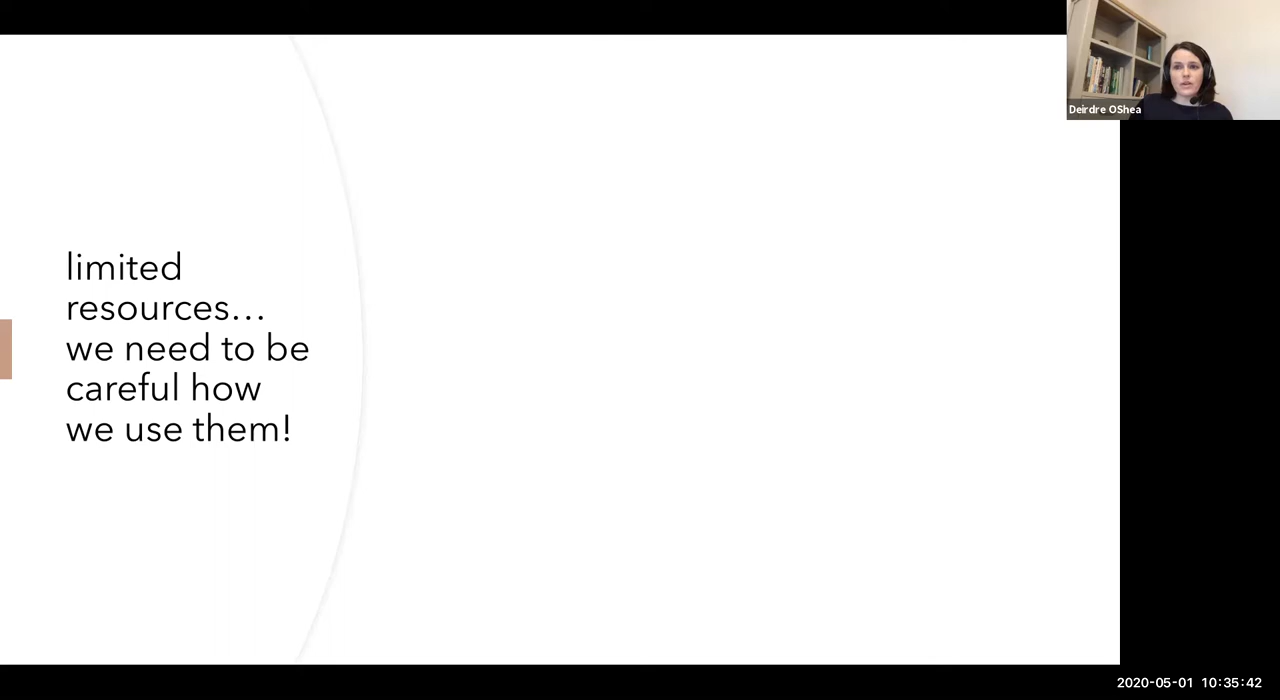 limited
resources…
we need to be
careful how
we use them!
Deirdre OShea
2020-05-01 10:35:42